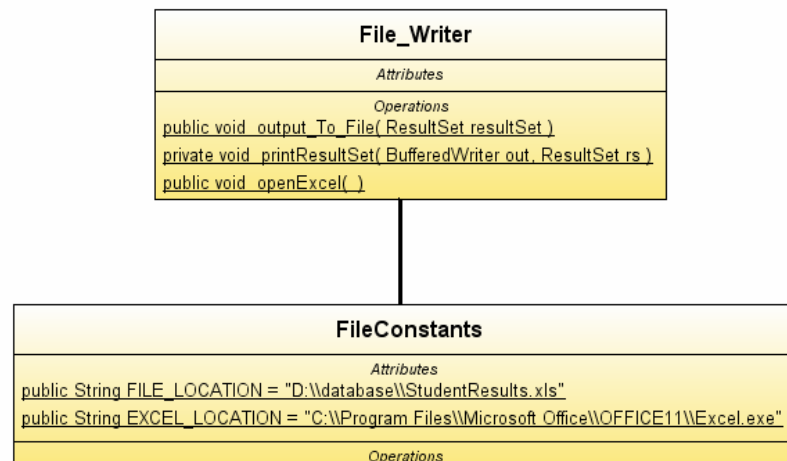 File_Writer
Attributes
Operations
public void output_To_File( ResultSet resultSet )
private void printResultSet( BufferedWriter out, ResultSet rs )
public void openExcel( )
FileConstants
Attributes
public String FILE_LOCATION = "D:\\database\\StudentResults.xls"
public String EXCEL_LOCATION = "C:\\Program Files\\Microsoft Office\\OFFICE11\\Excel.exe"
Operations